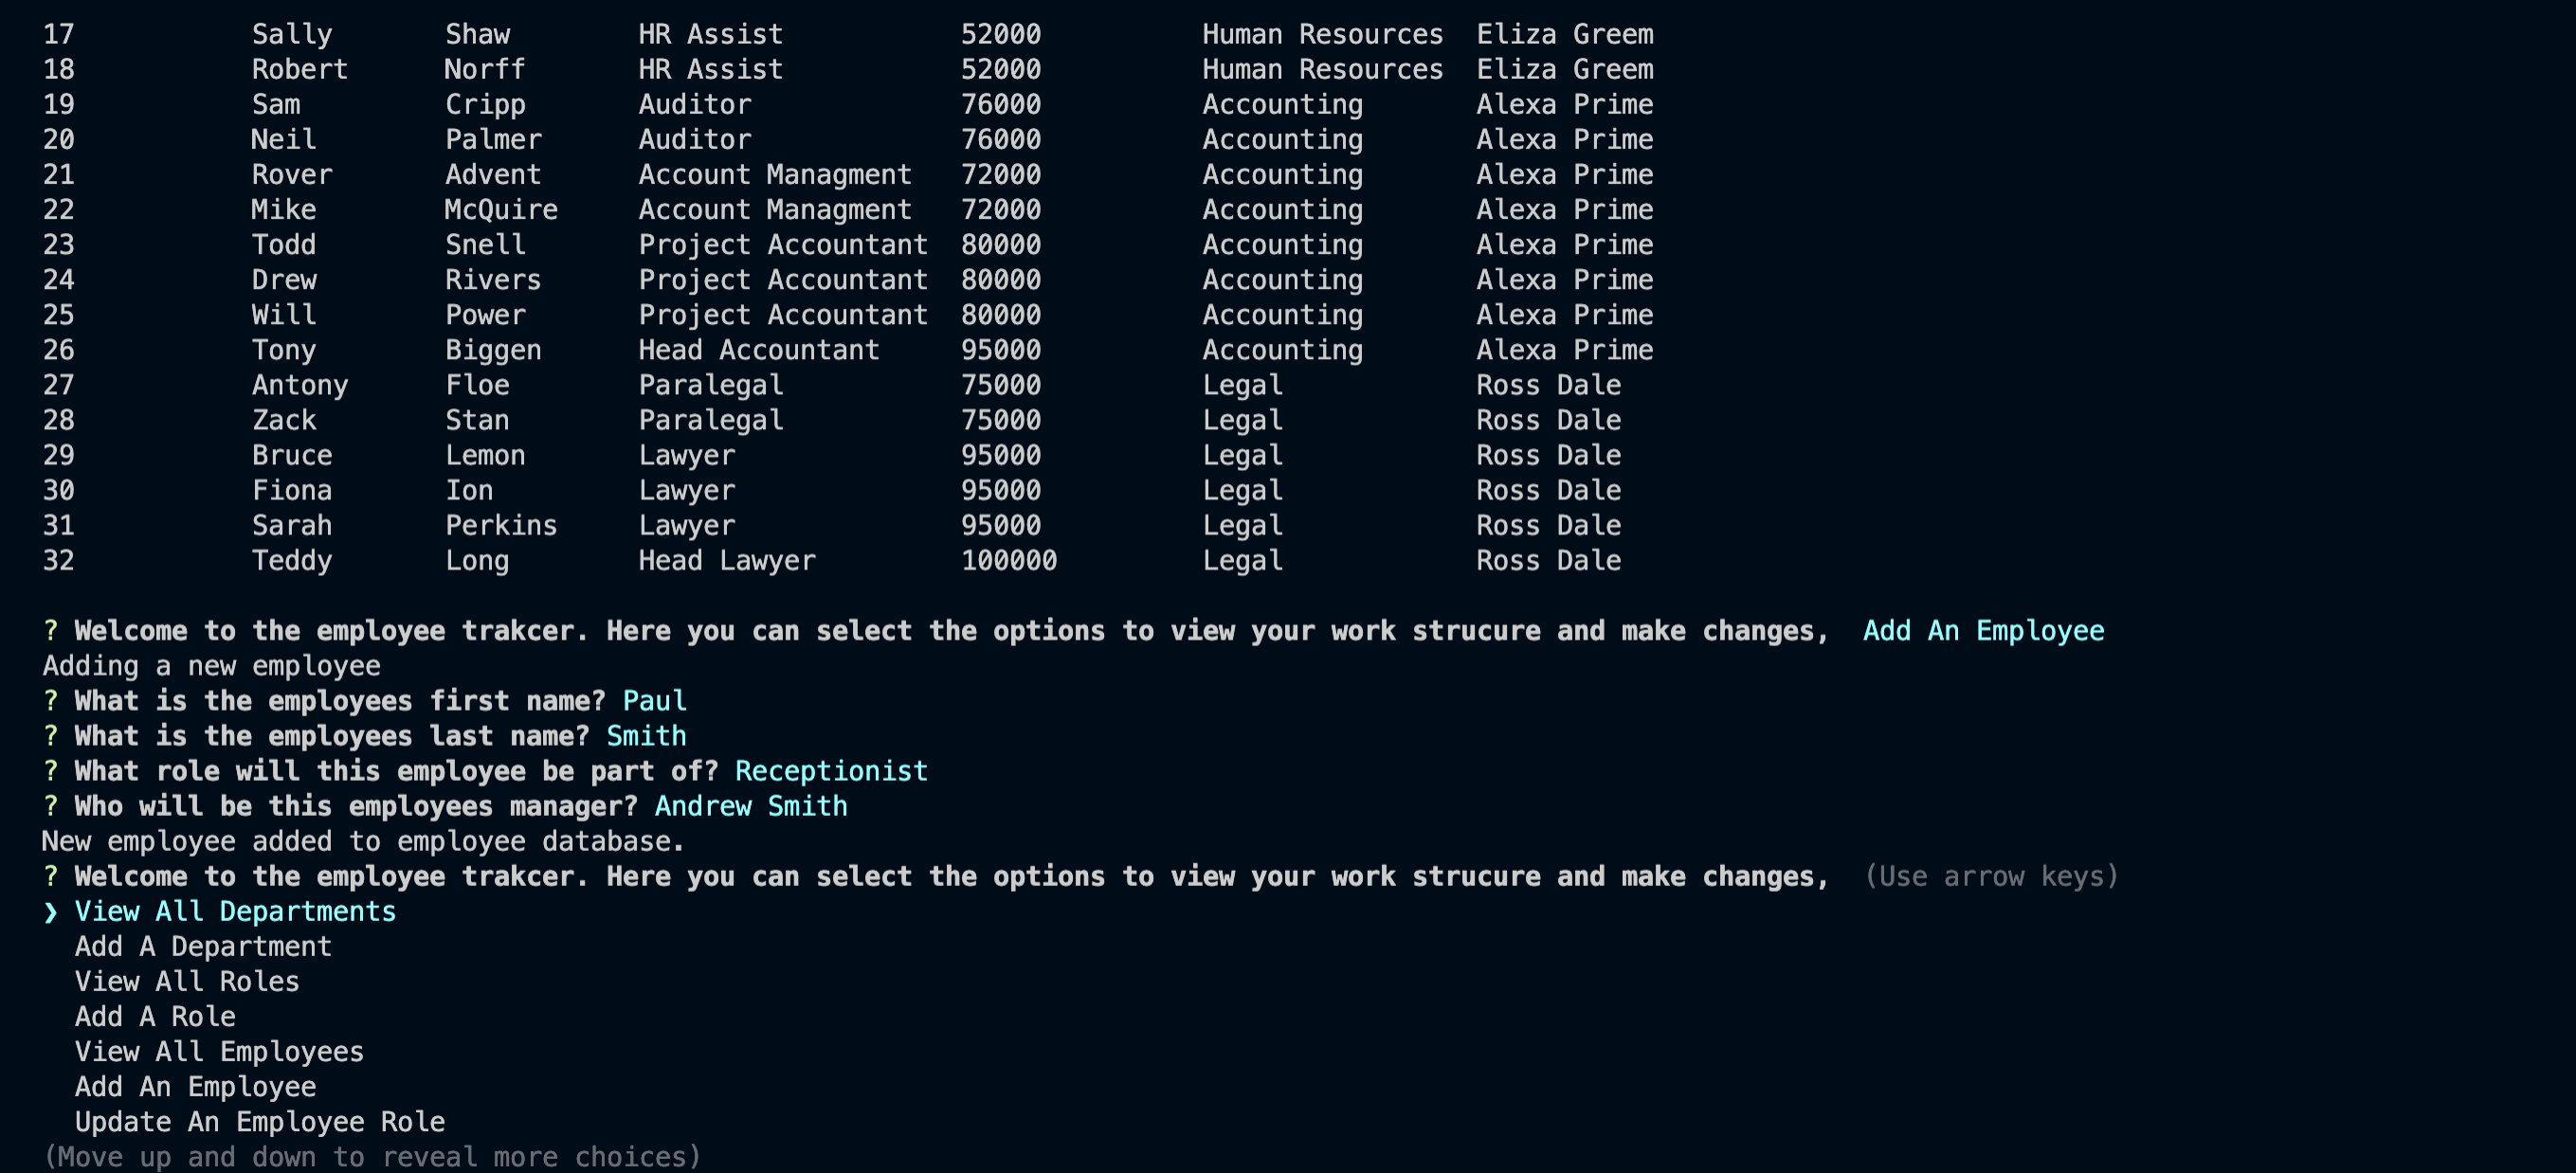 17 Sally Shaw HR Assist 52000 Human Resources Eliza Greem
18 Robert Norff HR Assist 52000 Human Resources Eliza Greem
19 Sam Cripp Auditor 76000 Accounting Alexa Prime
20 Neil Palmer Auditor 76000 Accounting Alexa Prime
21 Rover Advent Account Managment 72000 Accounting Alexa Prime
22 Mike McQuire Account Managment 72000 Accounting Alexa Prime
23 Todd Snell Project Accountant 80000 Accounting Alexa Prime
24 Drew Rivers Project Accountant 80000 Accounting Alexa Prime
25 Will Power Project Accountant 80000 Accounting Alexa Prime
26 Tony Biggen Head Accountant 95000 Accounting Alexa Prime
27 Antony Floe Paralegal 75000 Legal Ross Dale
28 Zack Stan Paralegal 75000 Legal Ross Dale
29 Bruce Lemon Lawyer 95000 Legal Ross Dale
30 Fiona Ion Lawyer 95000 Legal Ross Dale
31 Sarah Perkins Lawyer 95000 Legal Ross Dale
32 Teddy Long Head Lawyer 100000 Legal Ross Dale
? Welcome to the employee trakcer. Here you can select the options to view your work strucure and make changes, Add An Employee
Adding a new employee
? What is the employees first name? Paul
? What is the employees last name? Smith
? What role will this employee be part of? Receptionist
? Who will be this employees manager? Andrew Smith
New employee added to employee database.
? Welcome to the employee trakcer. Here you can select the options to view your work strucure and make changes, (Use arrow keys)
❯ View All Departments
Add A Department
View All Roles
Add A Role
View All Employees
Add An Employee
Update An Employee Role
(Move up and down to reveal more choices)